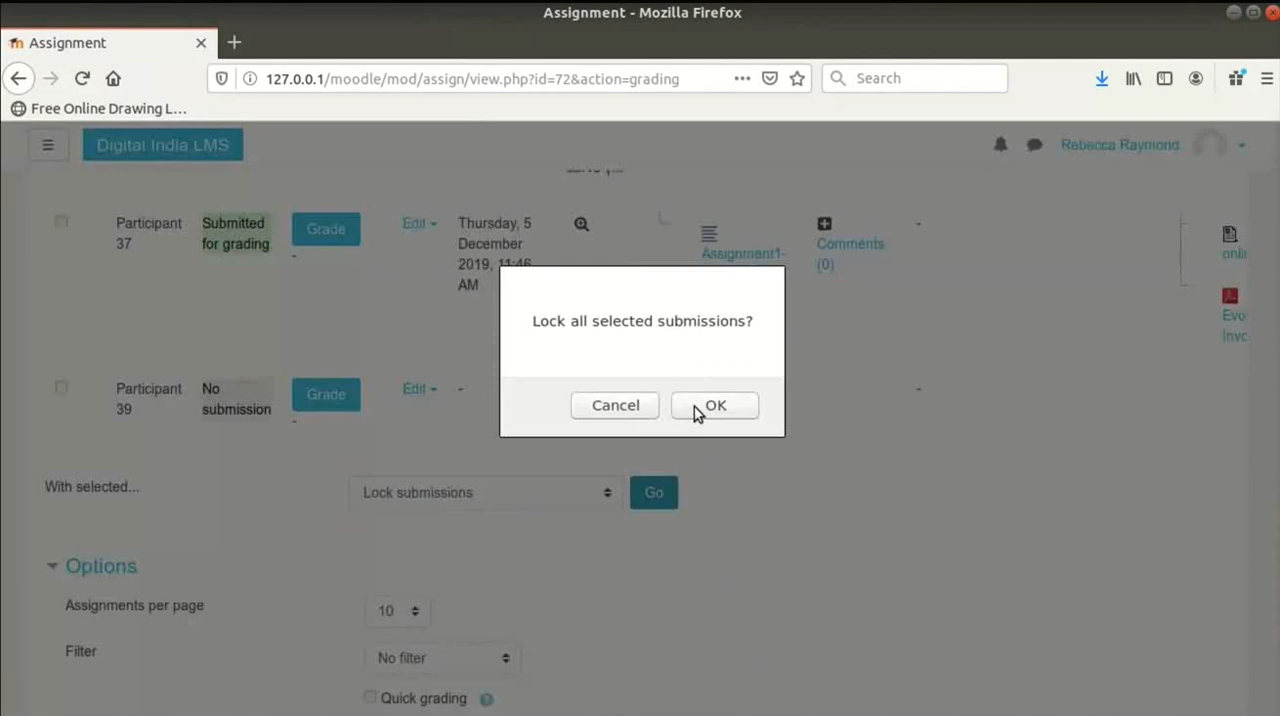 Assignment - Mozilla Firefox
Assignment
127.0.0.1/moodle/mod/assign/view.php?id=72&action=grading
Search
Free Online Drawing L...
Digital India LMS
Rebecca Raymond
Participant 37
Submitted for grading
Grade
-
Edit
Thursday, 5 December 2019, 11:46 AM
Assignment1-
Comments (0)
-
onli
Evo
Invo
Lock all selected submissions?
Cancel
OK
Participant 39
No submission
Grade
-
Edit
-
-
With selected...
Lock submissions
Go
Options
Assignments per page
10
Filter
No filter
Quick grading